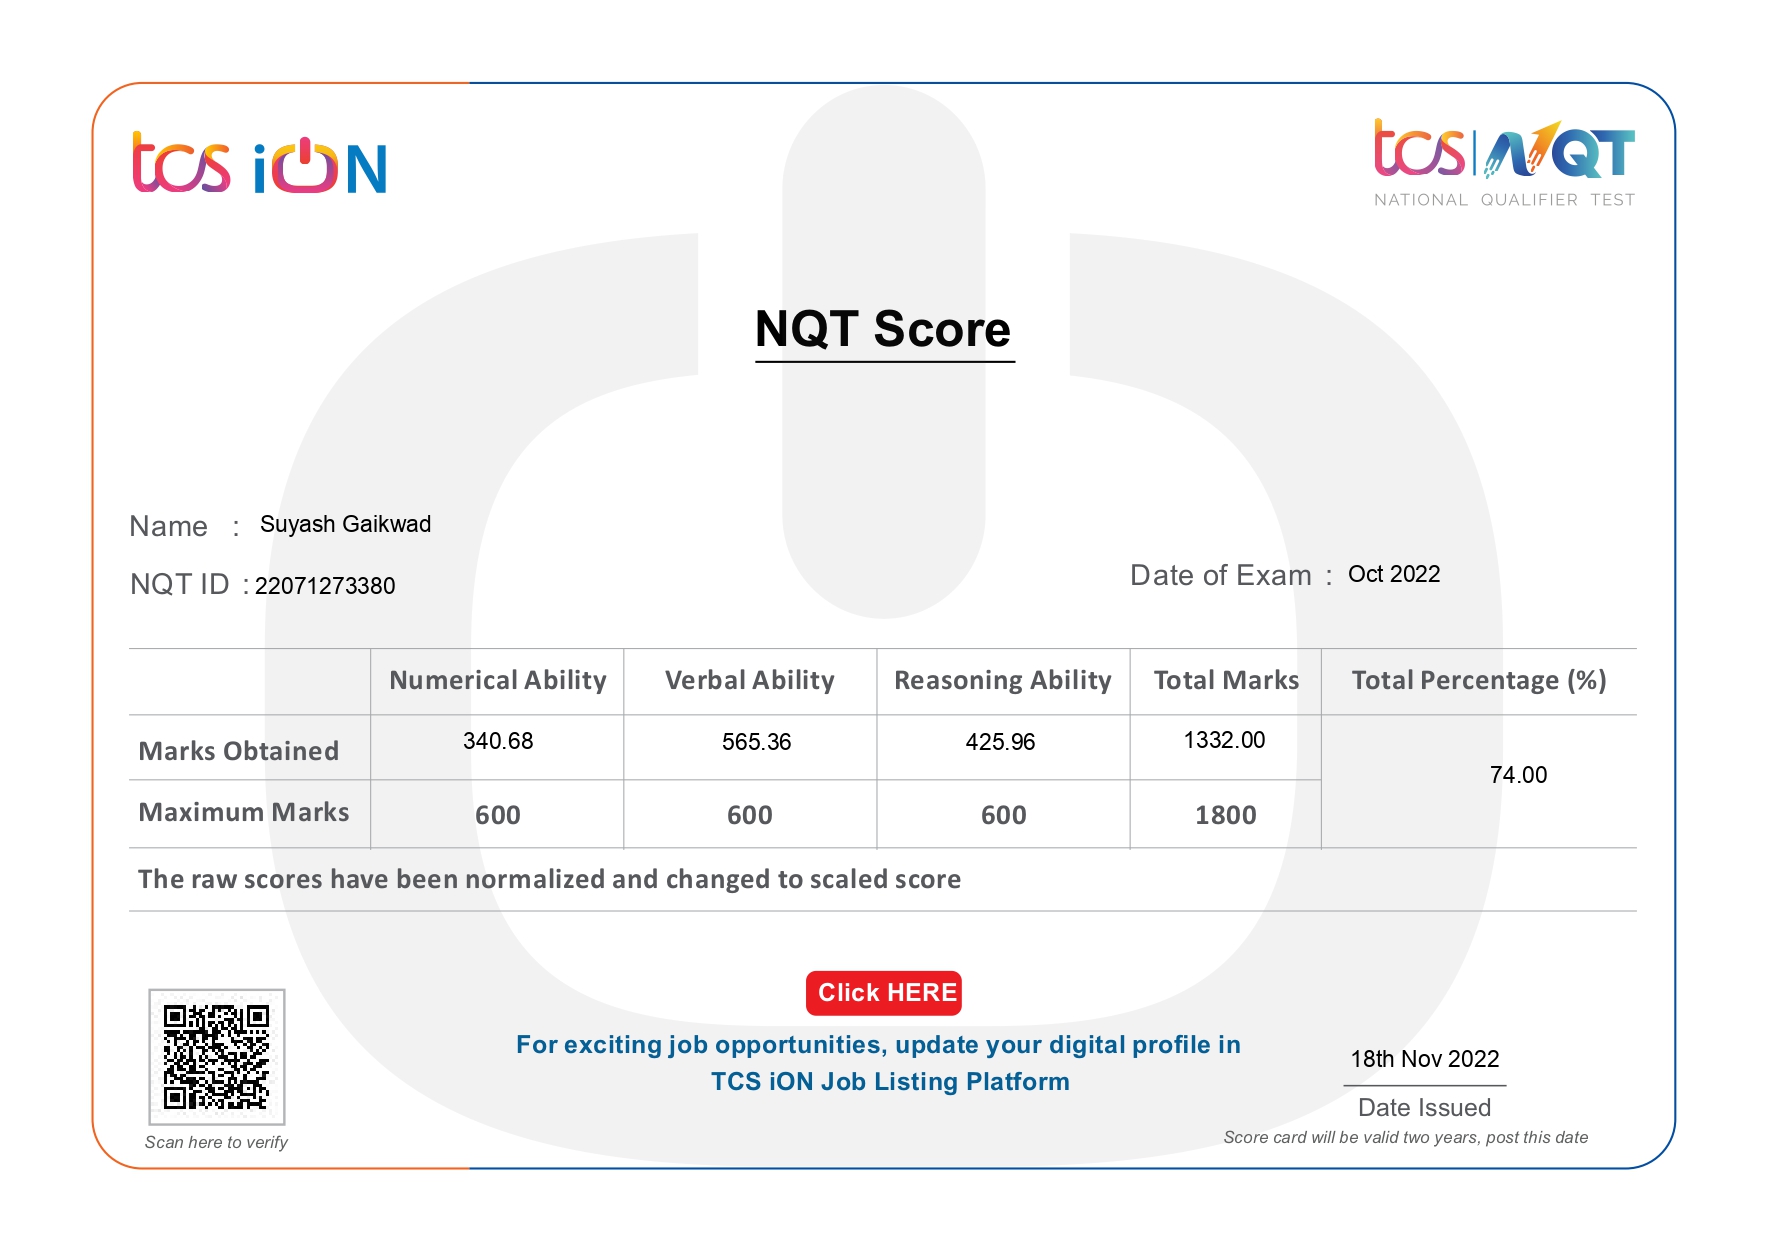 tcs iON
tcs | NQT
NATIONAL QUALIFIER TEST
NQT Score
Name : Suyash Gaikwad
NQT ID : 22071273380
Date of Exam : Oct 2022
Numerical Ability Verbal Ability Reasoning Ability Total Marks Total Percentage (%)
Marks Obtained 340.68 565.36 425.96 1332.00 74.00
Maximum Marks 600 600 600 1800
The raw scores have been normalized and changed to scaled score
Click HERE
For exciting job opportunities, update your digital profile in
TCS iON Job Listing Platform
Scan here to verify
18th Nov 2022
Date Issued
Score card will be valid two years, post this date